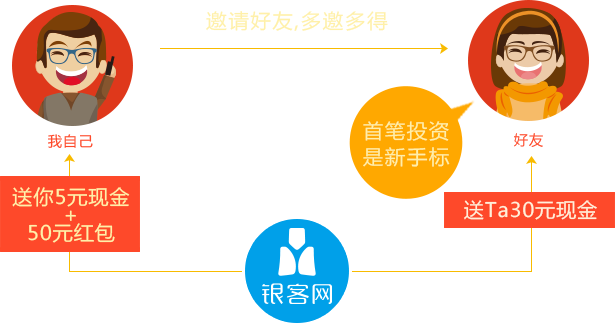 邀请好友,多邀多得
首笔投资
是新手标
我自己
好友
送你5元现金
+
50元红包
送Ta30元现金
银客网